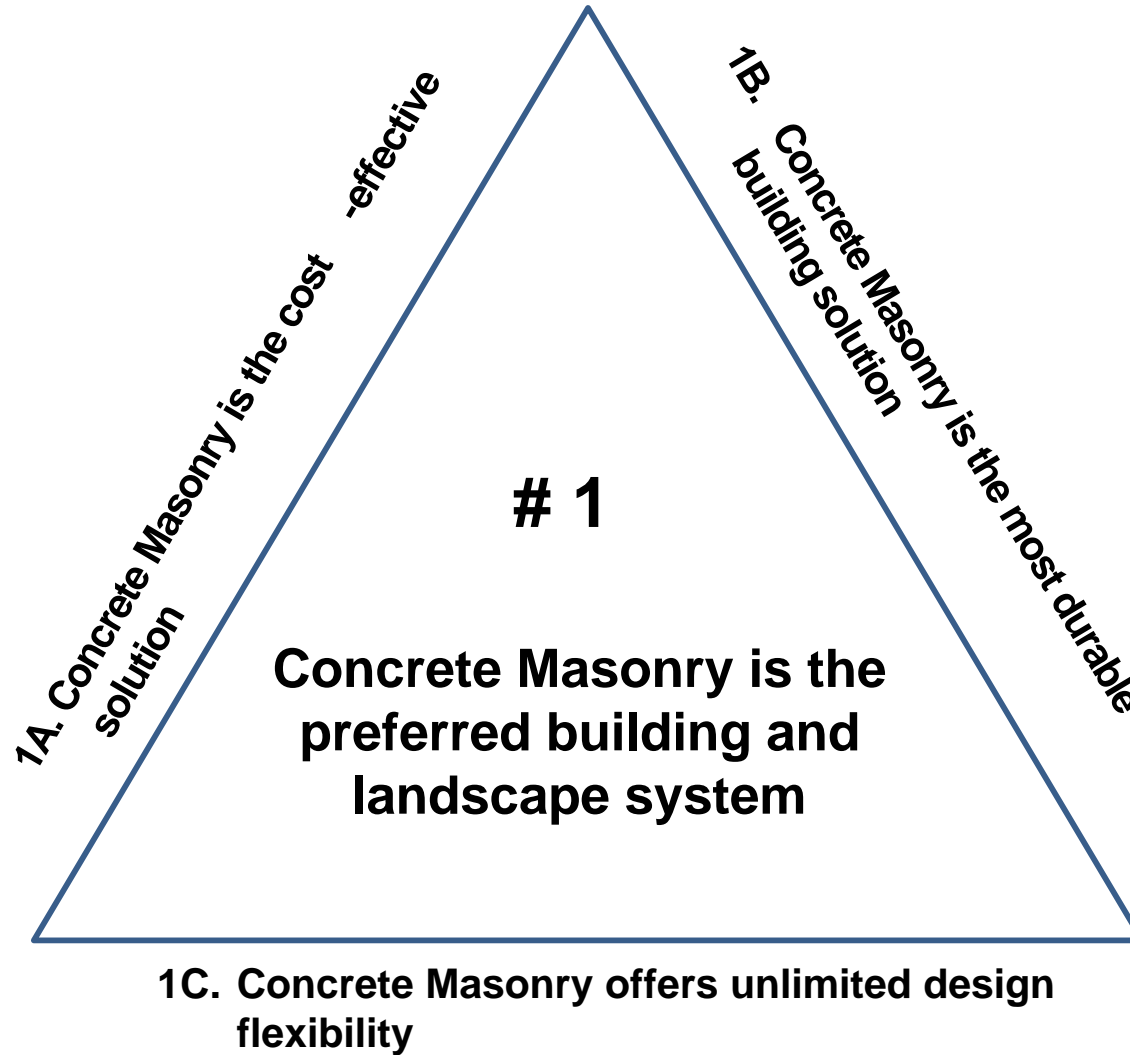 1A. Concrete Masonry is the cost -effective
solution
1B. Concrete Masonry is the most durable
building solution
# 1
Concrete Masonry is the
preferred building and
landscape system
1C. Concrete Masonry offers unlimited design
flexibility